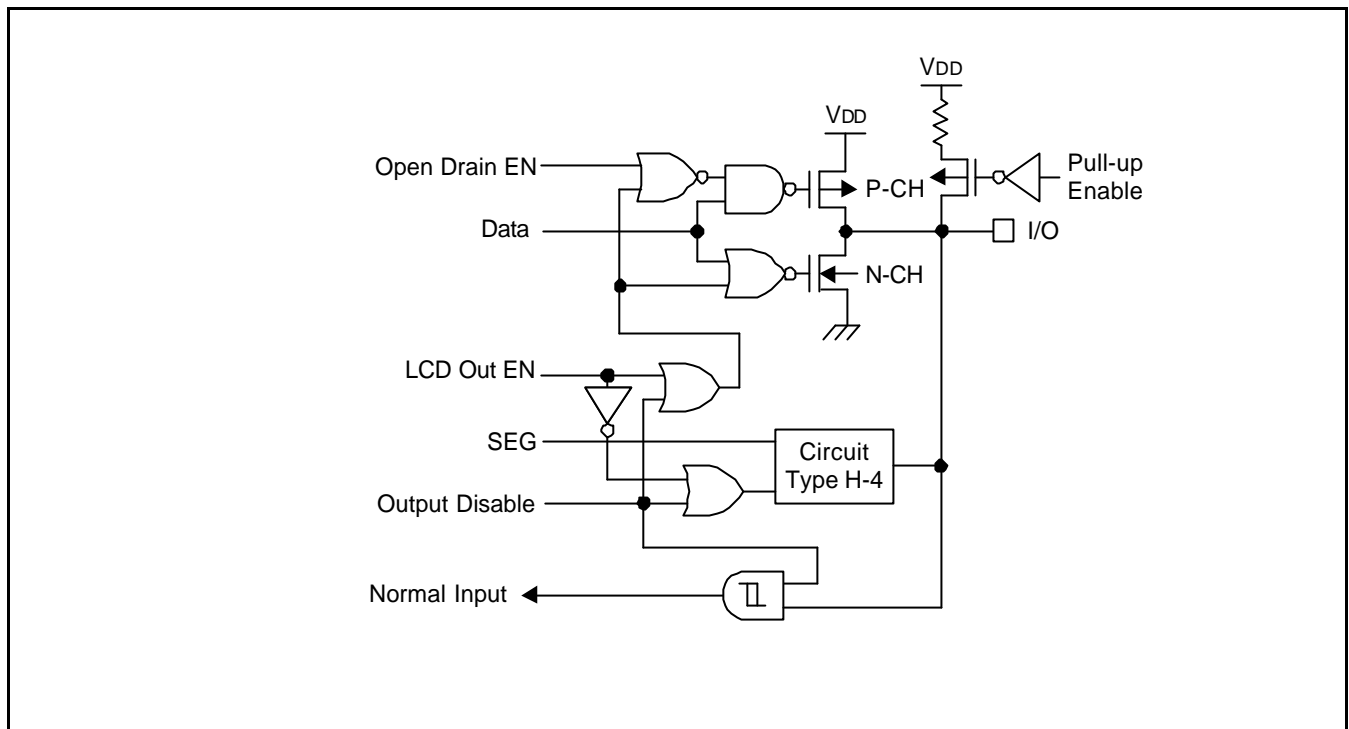 VDD
VDD
Open Drain EN
P-CH
Pull-up
Enable
Data
I/O
N-CH
LCD Out EN
SEG
Circuit
Type H-4
Output Disable
Normal Input